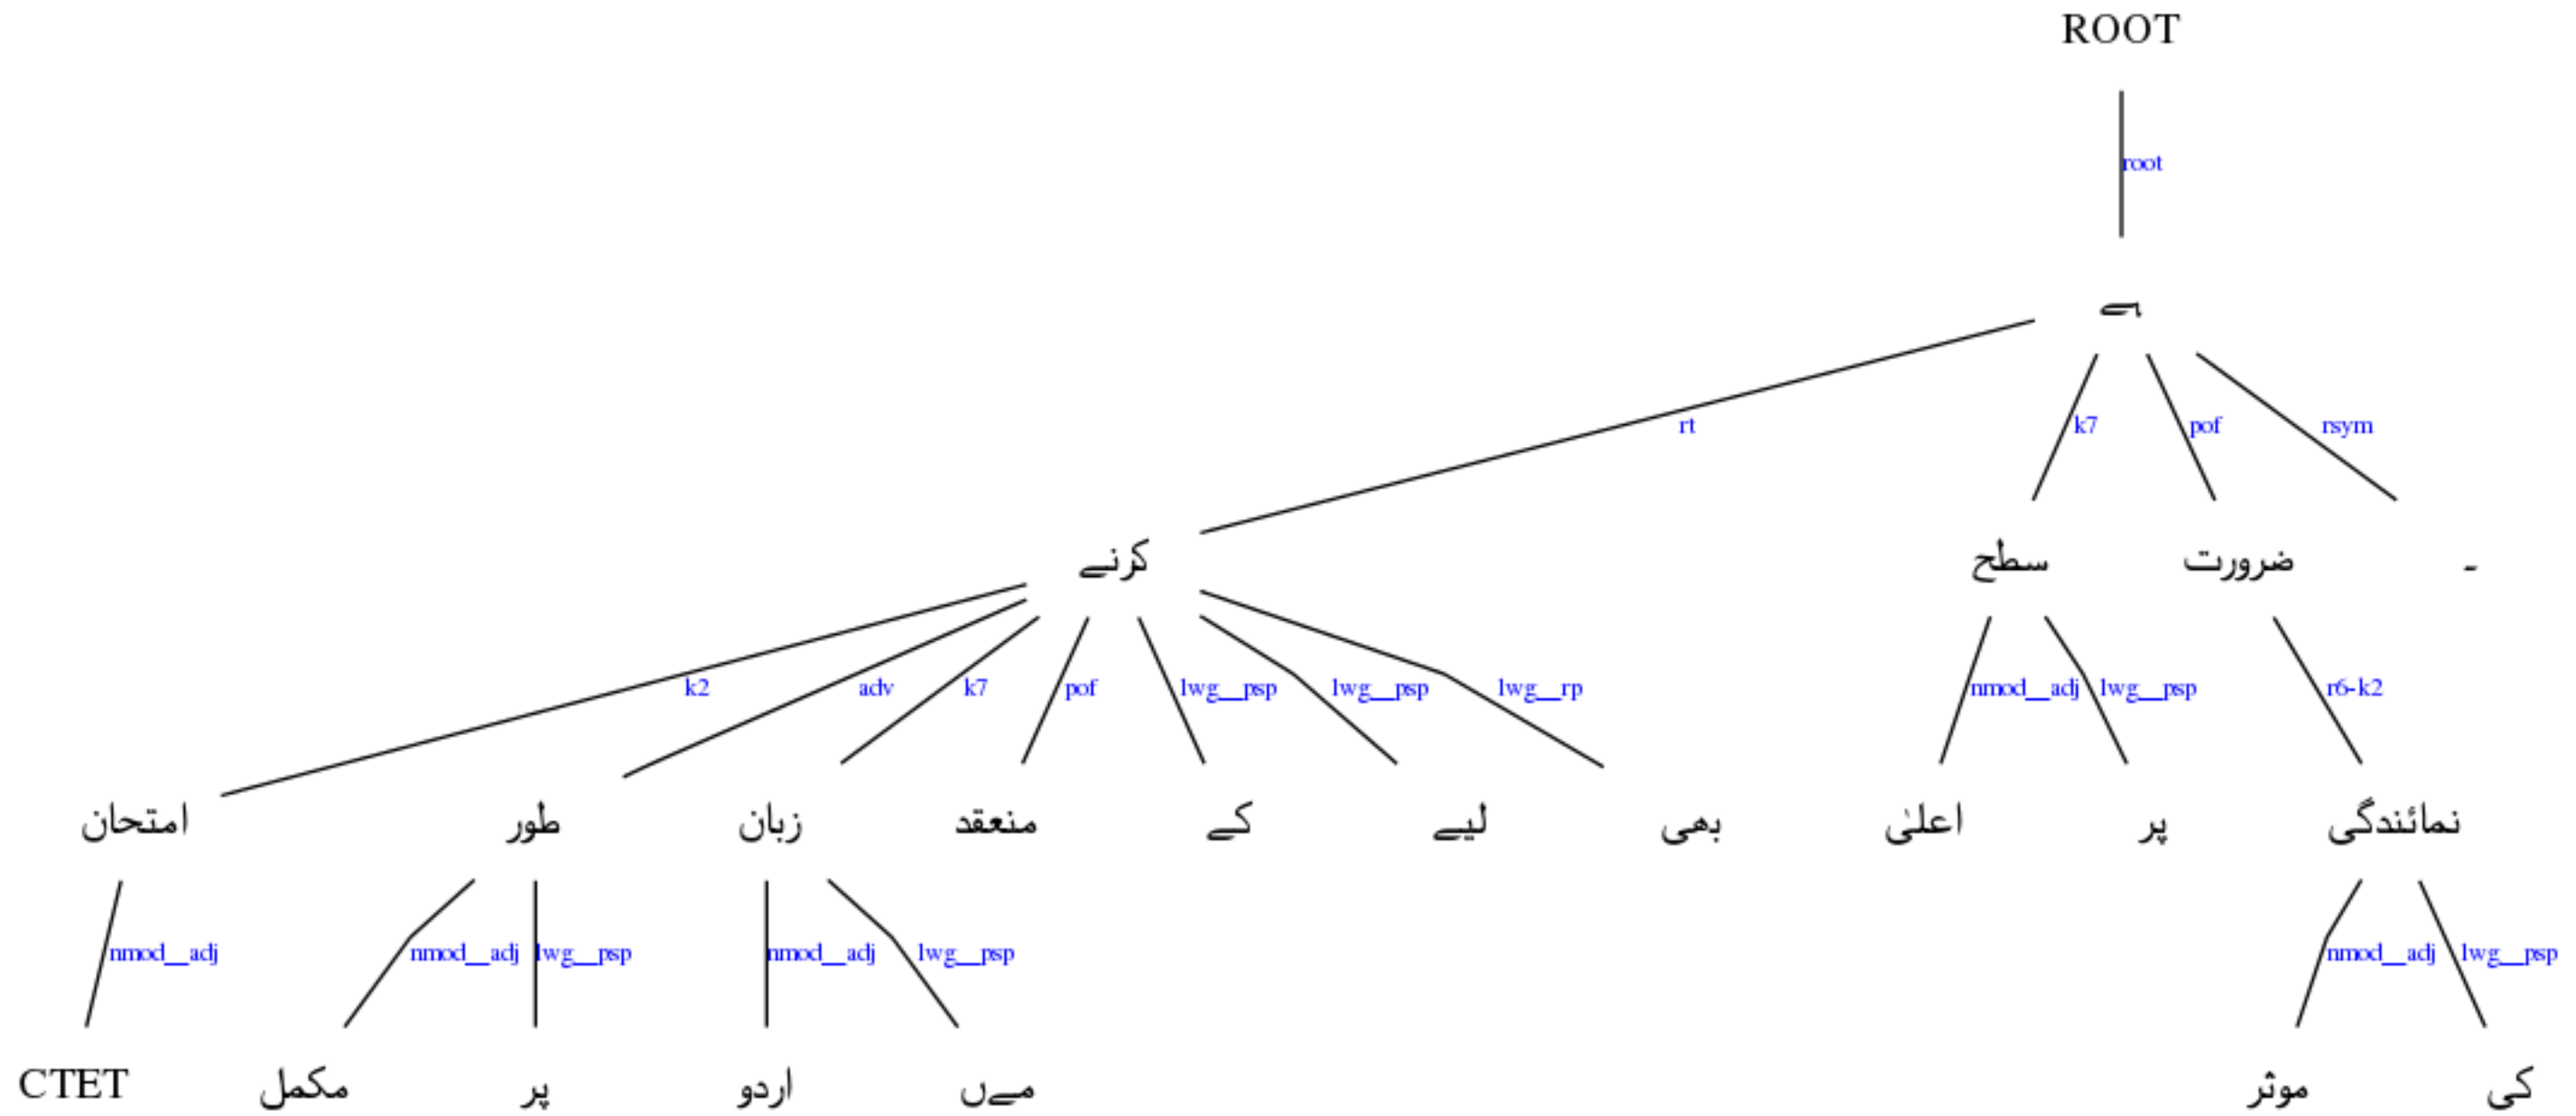 ROOT
root
ہے
rt k7 pof rsym
کرنے سطح ضرورت ۔
k2 adv k7 pof lwg__psp lwg__psp lwg__rp nmod__adj lwg__psp r6-k2
امتحان طور زبان منعقد کے لیے بھی اعلیٰ پر نمائندگی
nmod__adj nmod__adj lwg__psp nmod__adj lwg__psp nmod__adj lwg__psp
CTET مکمل پر اردو مےں موثر کی